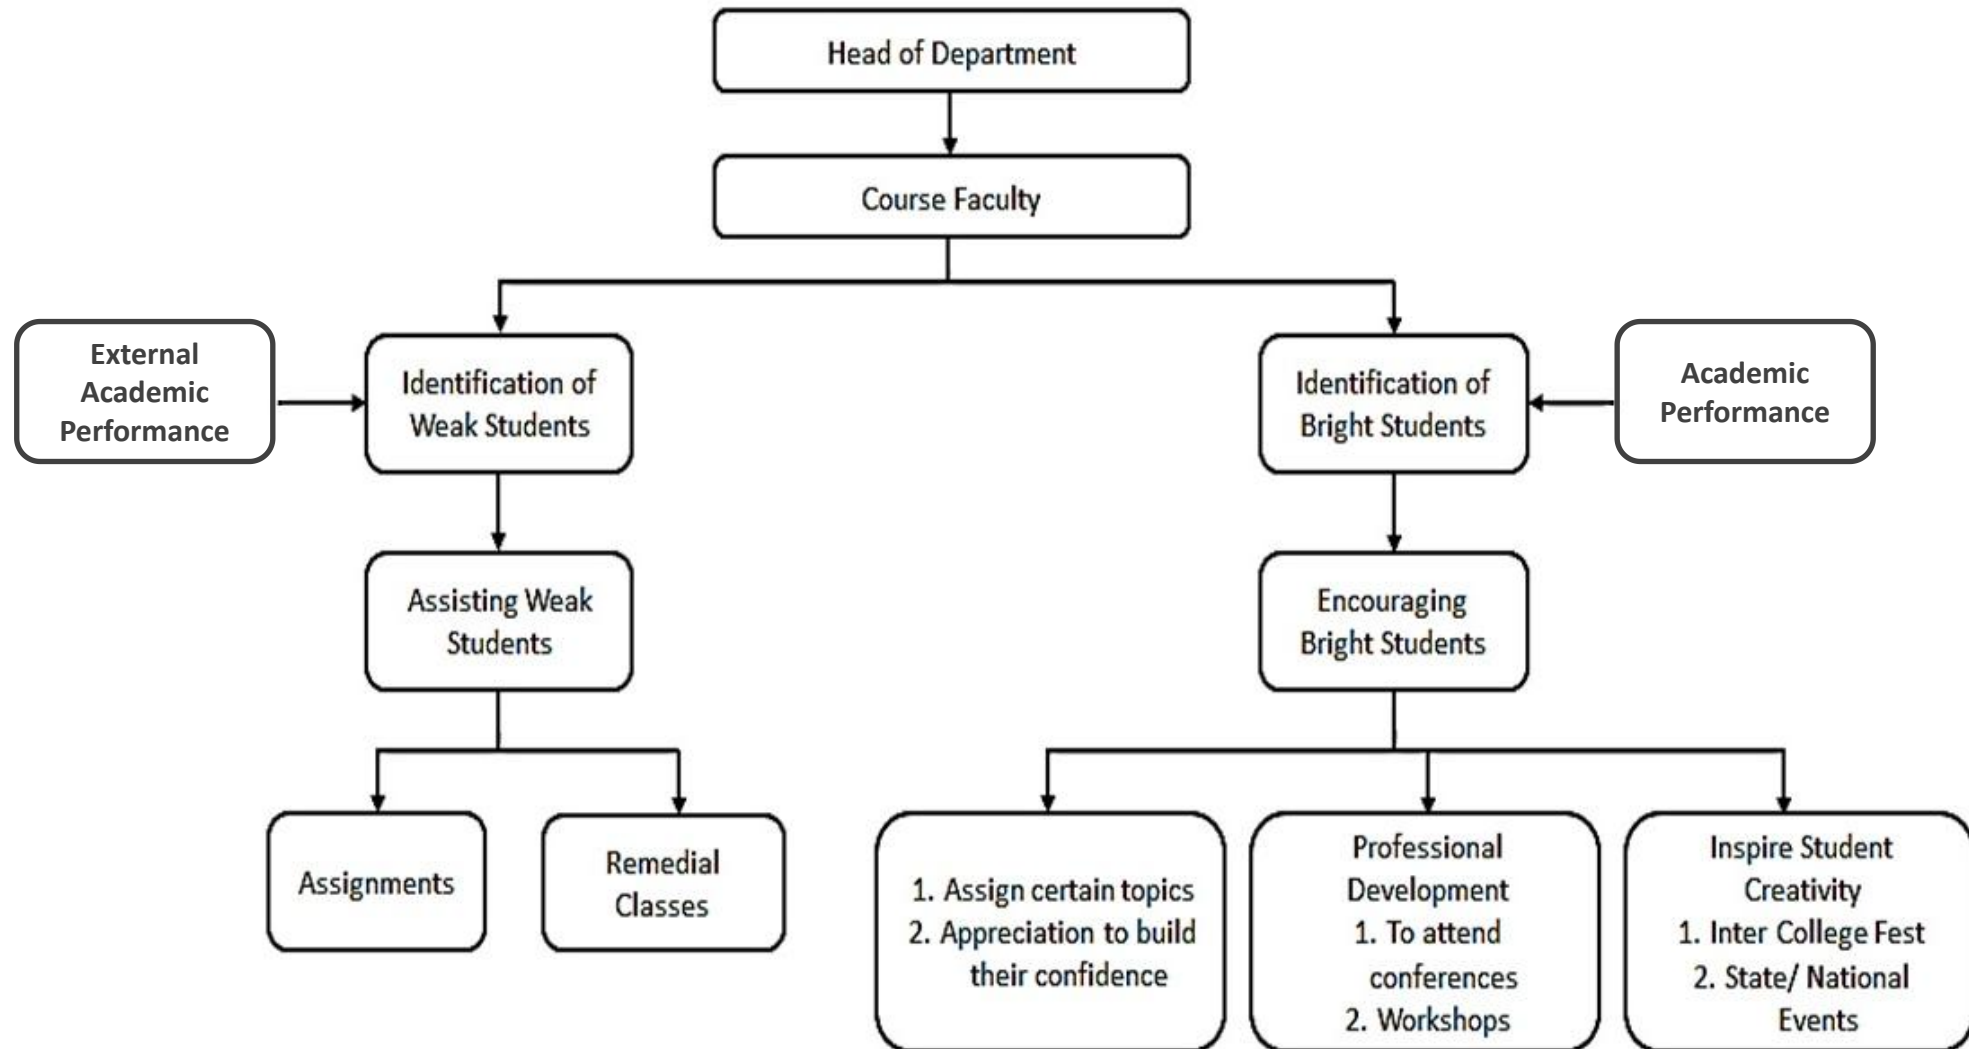 Head of Department
Course Faculty
External
Academic
Performance
Identification of
Weak Students
Identification of
Bright Students
Academic
Performance
Assisting Weak
Students
Encouraging
Bright Students
Assignments
Remedial
Classes
1. Assign certain topics
2. Appreciation to build
their confidence
Professional
Development
1. To attend
conferences
2. Workshops
Inspire Student
Creativity
1. Inter College Fest
2. State/ National
Events